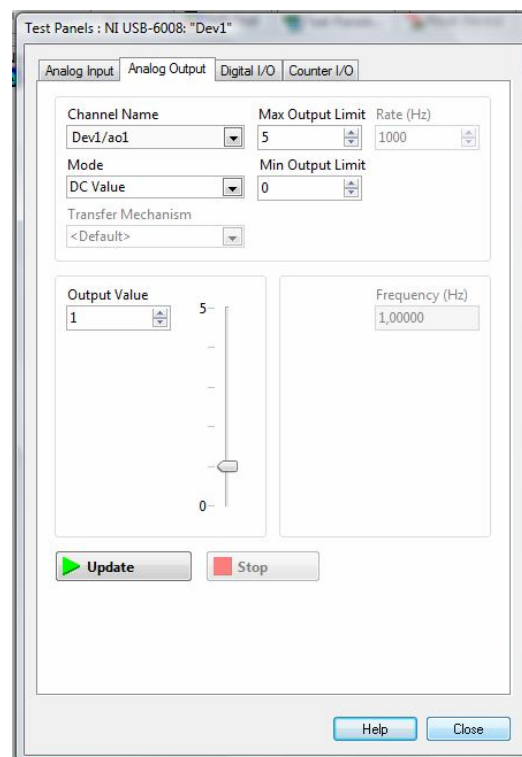 Test Panels : NI USB-6008: "Dev1"
Analog Input Analog Output Digital I/O Counter I/O
Channel Name Max Output Limit Rate (Hz)
Dev1/ao1 5 1000
Mode Min Output Limit
DC Value 0
Transfer Mechanism
<Default>
Output Value Frequency (Hz)
1 5 1,00000
0
Update Stop
Help Close